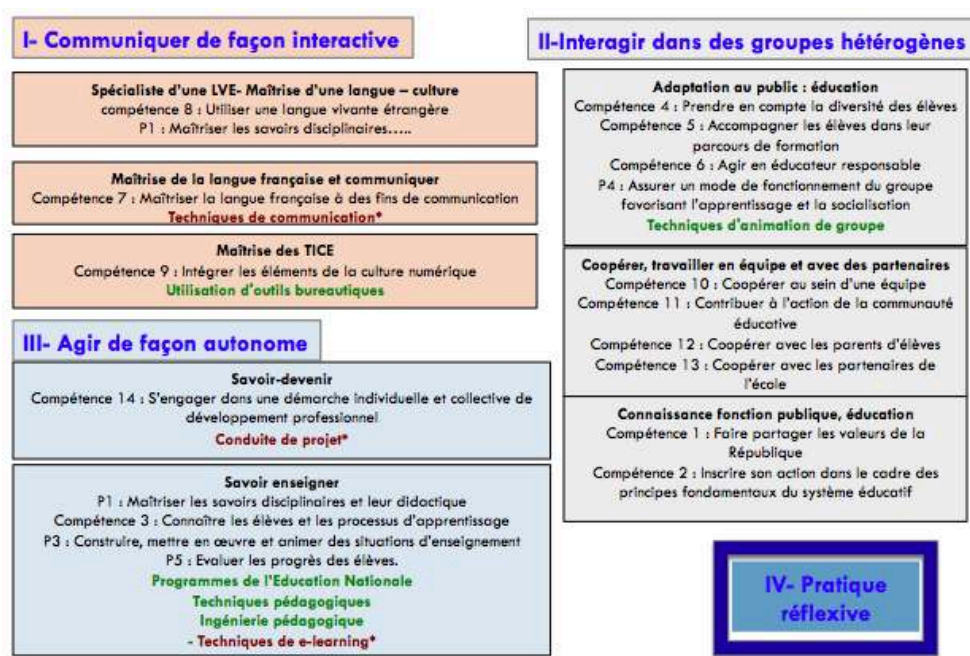 I- Communiquer de façon interactive
Spécialiste d'une LVE- Maîtrise d'une langue – culture
compétence 8 : Utiliser une langue vivante étrangère
P1 : Maîtriser les savoirs disciplinaires.....
Maîtrise de la langue française et communiquer
Compétence 7 : Maîtriser la langue française à des fins de communication
Techniques de communication*
Maîtrise des TICE
Compétence 9 : Intégrer les éléments de la culture numérique
Utilisation d'outils bureautiques
II-Interagir dans des groupes hétérogènes
Adaptation au public : éducation
Compétence 4 : Prendre en compte la diversité des élèves
Compétence 5 : Accompagner les élèves dans leur
parcours de formation
Compétence 6 : Agir en éducateur responsable
P4 : Assurer un mode de fonctionnement du groupe
favorisant l'apprentissage et la socialisation
Techniques d'animation de groupe
Coopérer, travailler en équipe et avec des partenaires
Compétence 10 : Coopérer au sein d'une équipe
Compétence 11 : Contribuer à l'action de la communauté
éducative
Compétence 12 : Coopérer avec les parents d'élèves
Compétence 13 : Coopérer avec les partenaires de
l'école
Connaissance fonction publique, éducation
Compétence 1 : Faire partager les valeurs de la
République
Compétence 2 : Inscrire son action dans le cadre des
principes fondamentaux du système éducatif
III- Agir de façon autonome
Savoir-devenir
Compétence 14 : S'engager dans une démarche individuelle et collective de
développement professionnel
Conduite de projet*
Savoir enseigner
P1 : Maîtriser les savoirs disciplinaires et leur didactique
Compétence 3 : Connaître les élèves et les processus d'apprentissage
P3 : Construire, mettre en œuvre et animer des situations d'enseignement
P5 : Evaluer les progrès des élèves.
Programmes de l'Education Nationale
Techniques pédagogiques
Ingénierie pédagogique
- Techniques de e-learning*
IV- Pratique
réflexive